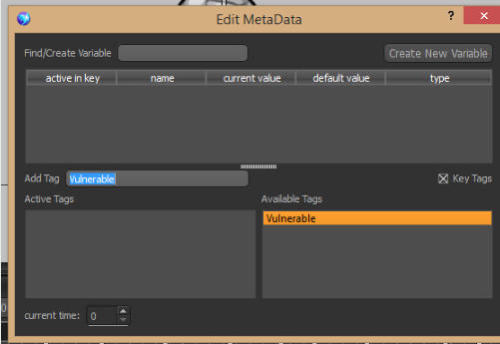 Edit MetaData
?
×
Find/Create Variable
Create New Variable
active in key name current value default value type
Add Tag Vulnerable
Key Tags
Active Tags Available Tags
Vulnerable
current time: 0